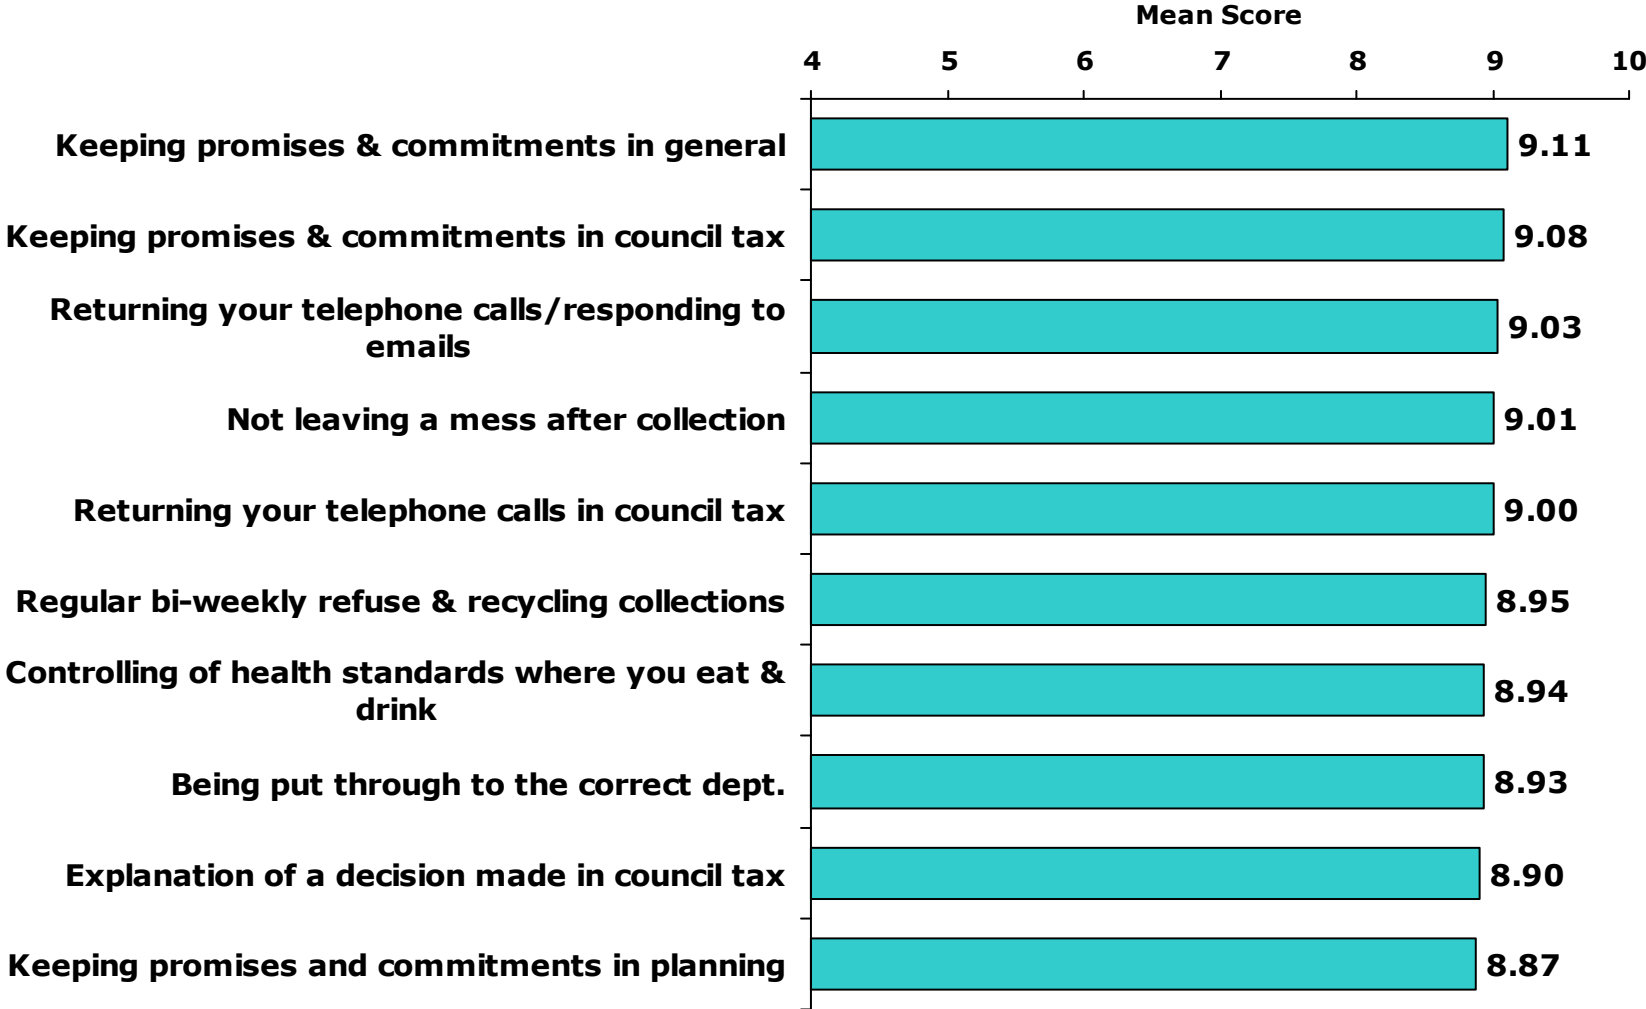 Mean Score
4 5 6 7 8 9 10
Keeping promises & commitments in general 9.11
Keeping promises & commitments in council tax 9.08
Returning your telephone calls/responding to
emails 9.03
Not leaving a mess after collection 9.01
Returning your telephone calls in council tax 9.00
Regular bi-weekly refuse & recycling collections 8.95
Controlling of health standards where you eat &
drink 8.94
Being put through to the correct dept. 8.93
Explanation of a decision made in council tax 8.90
Keeping promises and commitments in planning 8.87